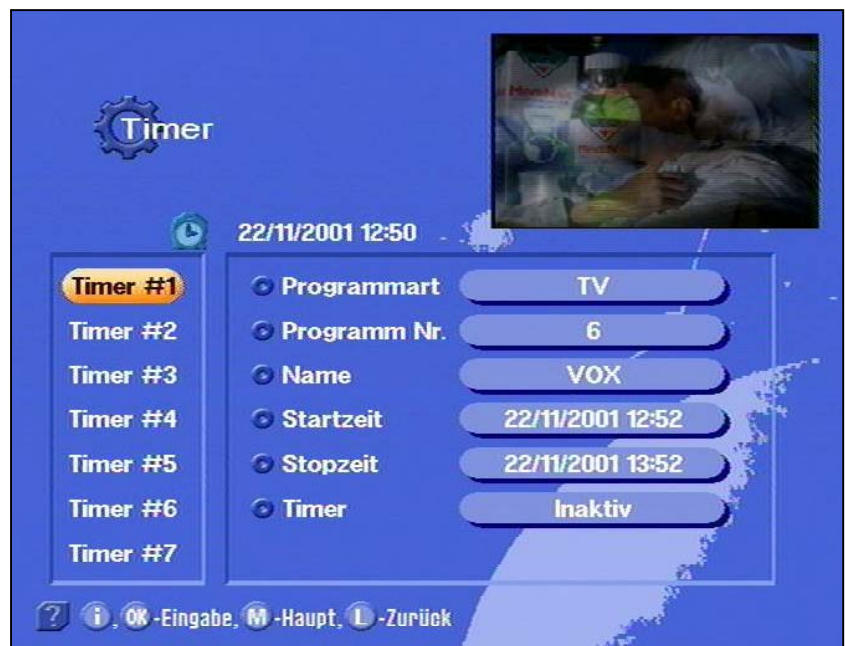 Timer
22/11/2001 12:50
Timer #1
Timer #2
Timer #3
Timer #4
Timer #5
Timer #6
Timer #7
Programmart TV
Programm Nr. 6
Name VOX
Startzeit 22/11/2001 12:52
Stopzeit 22/11/2001 13:52
Timer Inaktiv
? i, OK-Eingabe, M-Haupt, L-Zurück